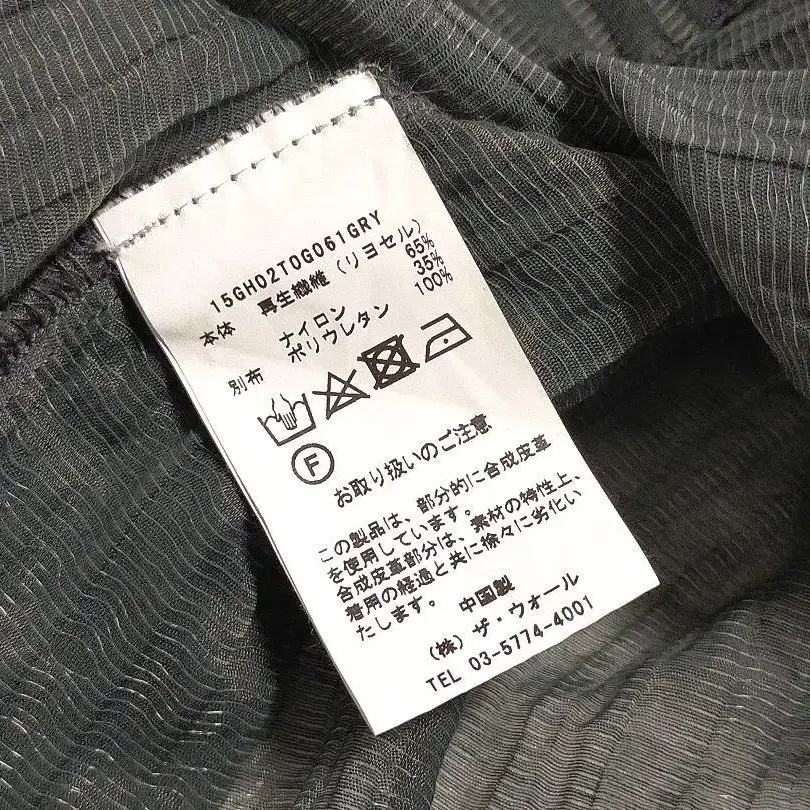 15GH02TOG061GRY
本体 再生繊維(リヨセル) 65%
ナイロン 35%
別布 ポリウレタン 100%
F
お取り扱いのご注意
この製品は、部分的に合成皮革
を使用しています。
合成皮革部分は、素材の特性上、
着用の経過と共に徐々に劣化い
たします。
中国製
(株) ザ・ウォール
TEL 03-5774-4001